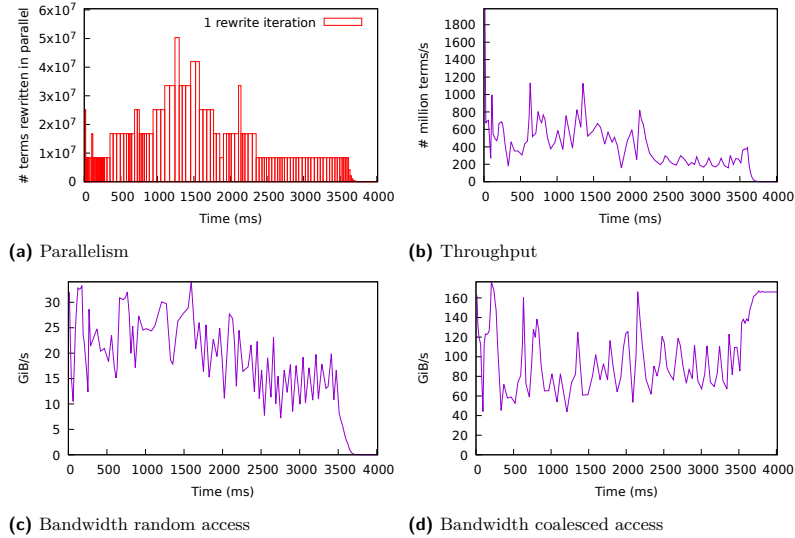 # terms rewritten in parallel
6x10^7
5x10^7
4x10^7
3x10^7
2x10^7
1x10^7
0
1 rewrite iteration
0 500 1000 1500 2000 2500 3000 3500 4000
Time (ms)
(a) Parallelism
# million terms/s
1800
1600
1400
1200
1000
800
600
400
200
0
0 500 1000 1500 2000 2500 3000 3500 4000
Time (ms)
(b) Throughput
GiB/s
30
25
20
15
10
5
0
0 500 1000 1500 2000 2500 3000 3500 4000
Time (ms)
(c) Bandwidth random access
GiB/s
160
140
120
100
80
60
40
20
0
0 500 1000 1500 2000 2500 3000 3500 4000
Time (ms)
(d) Bandwidth coalesced access